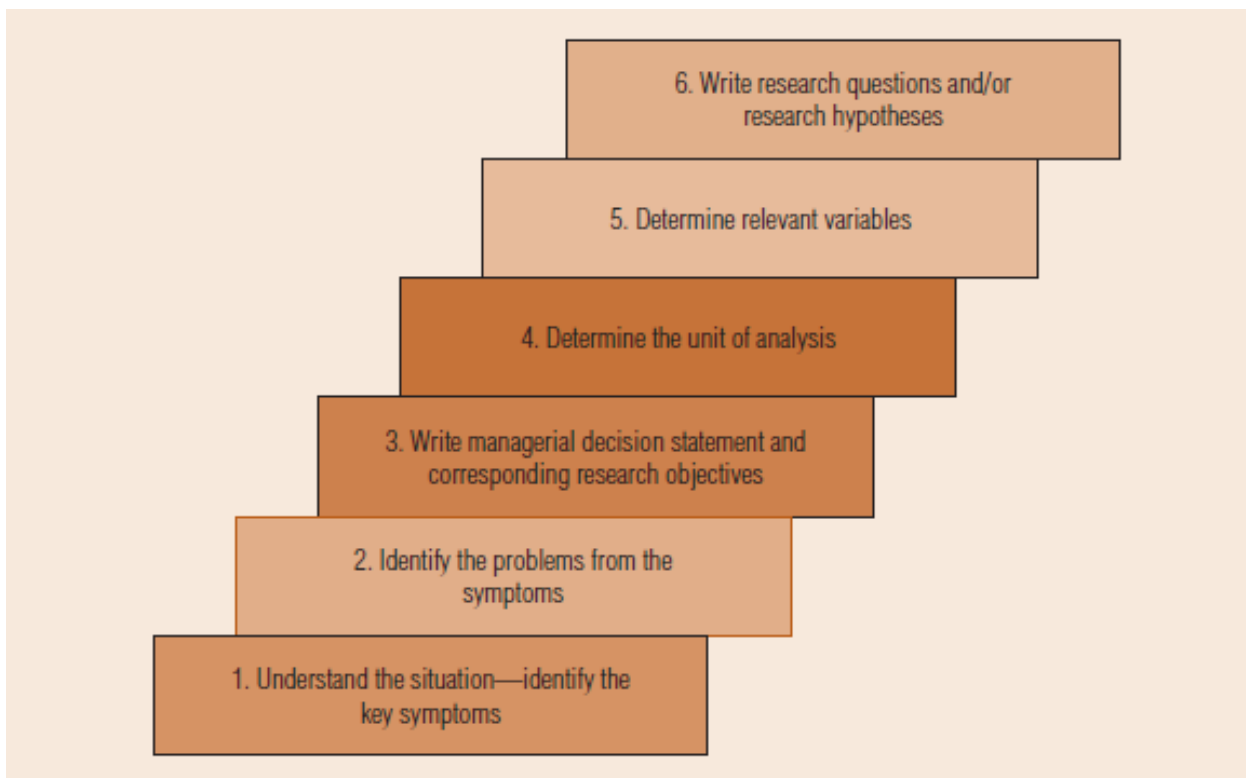 6. Write research questions and/or
research hypotheses
5. Determine relevant variables
4. Determine the unit of analysis
3. Write managerial decision statement and
corresponding research objectives
2. Identify the problems from the
symptoms
1. Understand the situation—identify the
key symptoms